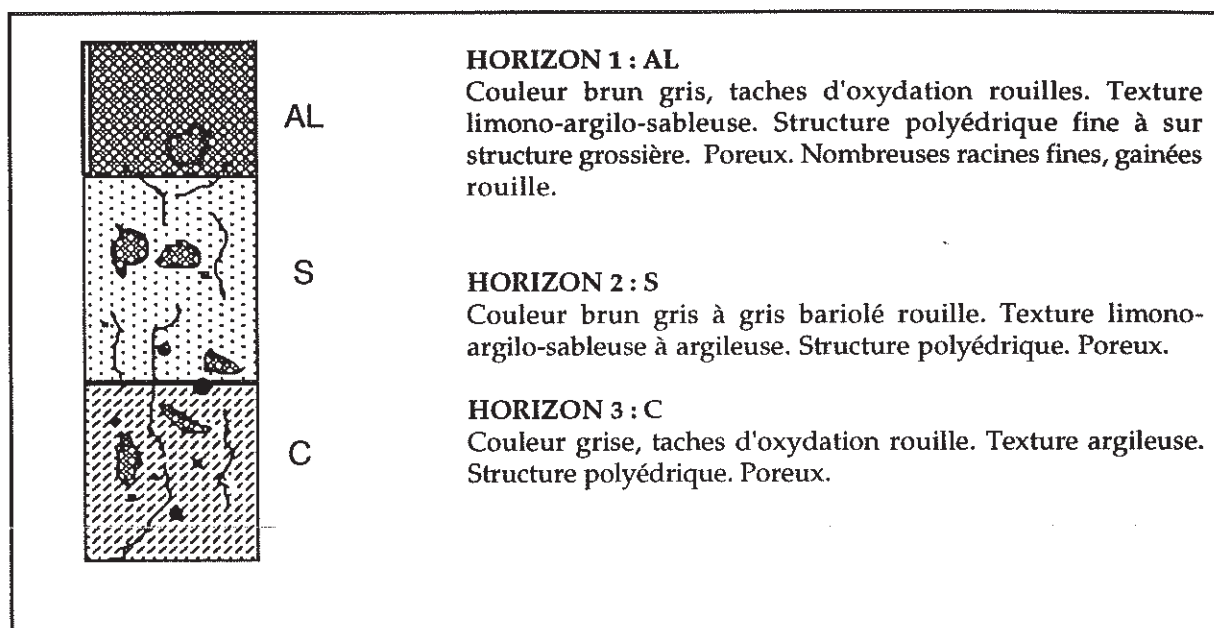 AL
S
C
HORIZON 1 : AL
Couleur brun gris, taches d'oxydation rouilles. Texture
limono-argilo-sableuse. Structure polyédrique fine à sur
structure grossière. Poreux. Nombreuses racines fines, gainées
rouille.
HORIZON 2 : S
Couleur brun gris à gris bariolé rouille. Texture limono-
argilo-sableuse à argileuse. Structure polyédrique. Poreux.
HORIZON 3 : C
Couleur grise, taches d'oxydation rouille. Texture argileuse.
Structure polyédrique. Poreux.